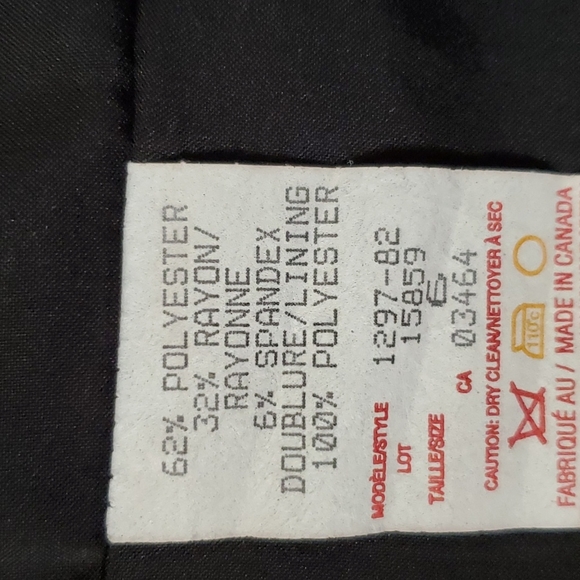 62% POLYESTER
32% RAYON/
RAYONNE
6% SPANDEX
DOUBLURE/LINING
100% POLYESTER
MODÈLE/STYLE 1297-82
LOT 15859
TAILLE/SIZE 6
CA 03464
CAUTION: DRY CLEAN/NETTOYER À SEC
110°C
FABRIQUÉ AU / MADE IN CANADA